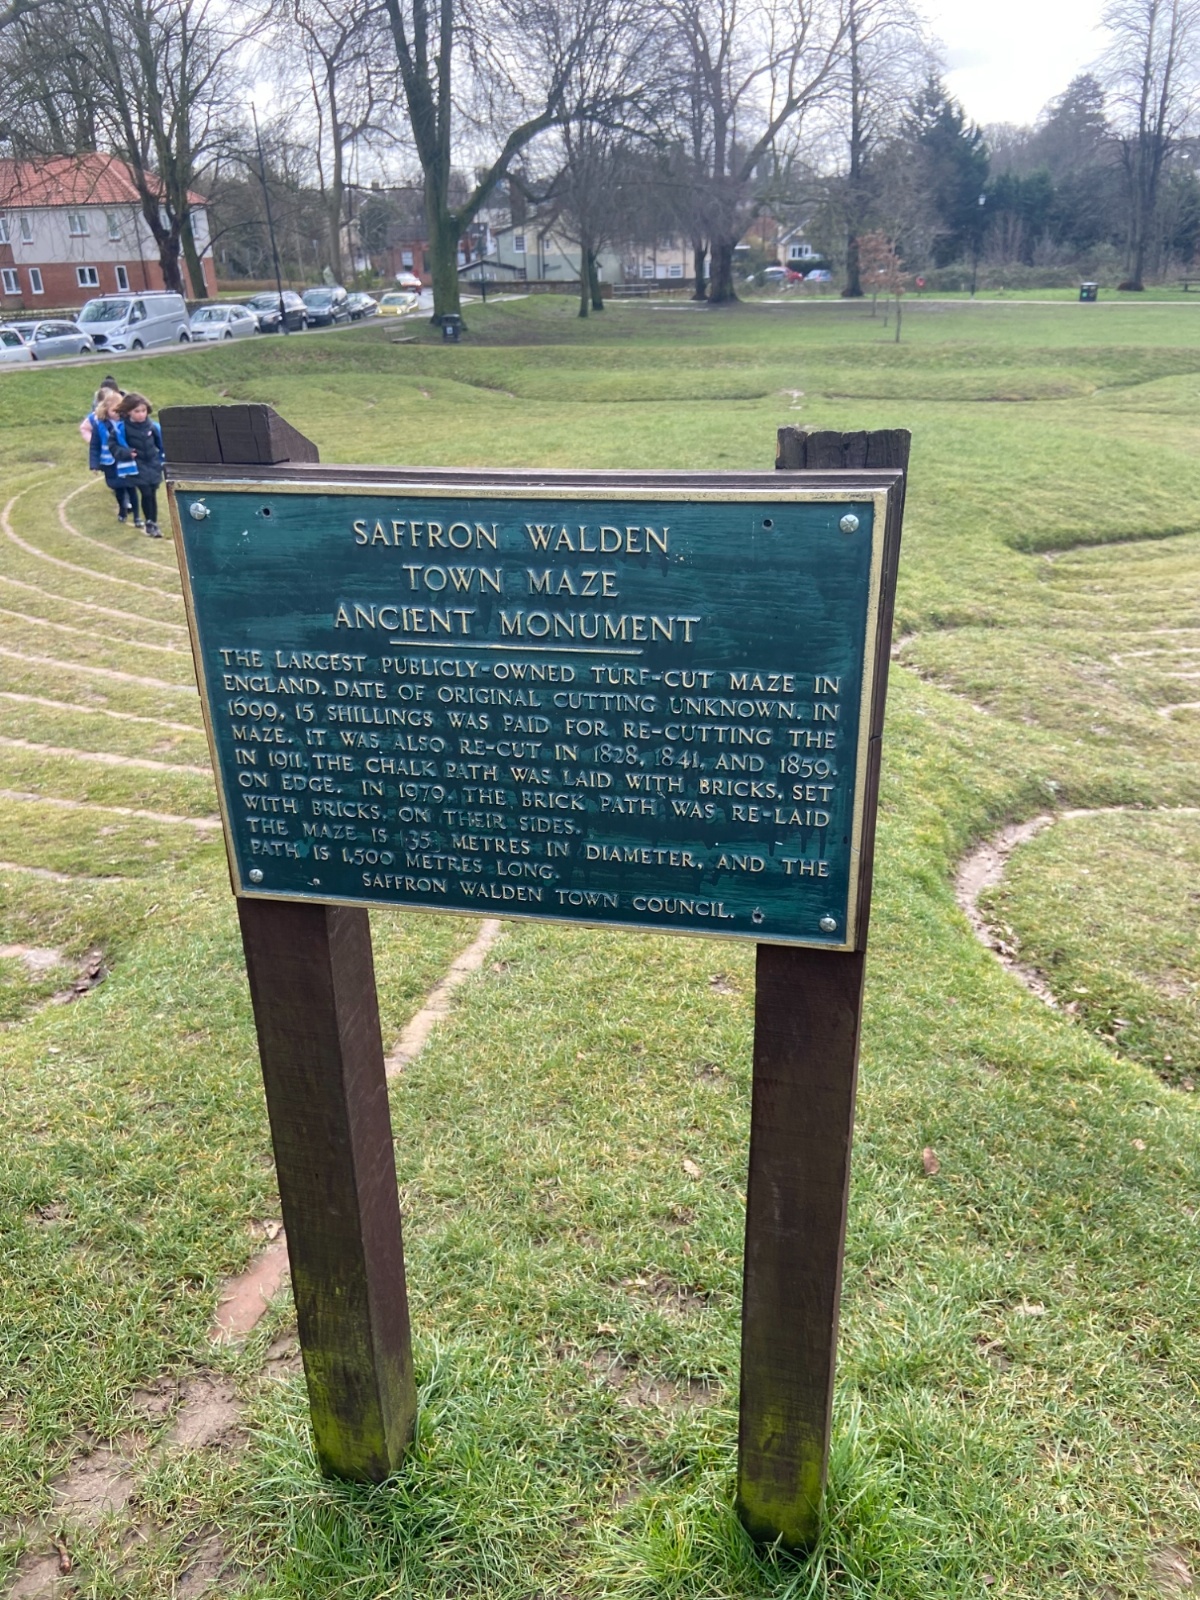 SAFFRON WALDEN
TOWN MAZE
ANCIENT MONUMENT
THE LARGEST PUBLICLY-OWNED TURF-CUT MAZE IN
ENGLAND. DATE OF ORIGINAL CUTTING UNKNOWN. IN
1699, 15 SHILLINGS WAS PAID FOR RE-CUTTING THE
MAZE. IT WAS ALSO RE-CUT IN 1828, 1841, AND 1859.
IN 1911, THE CHALK PATH WAS LAID WITH BRICKS, SET
ON EDGE. IN 1979, THE BRICK PATH WAS RE-LAID
WITH BRICKS, ON THEIR SIDES.
THE MAZE IS 35 METRES IN DIAMETER, AND THE
PATH IS 1,500 METRES LONG.
SAFFRON WALDEN TOWN COUNCIL.